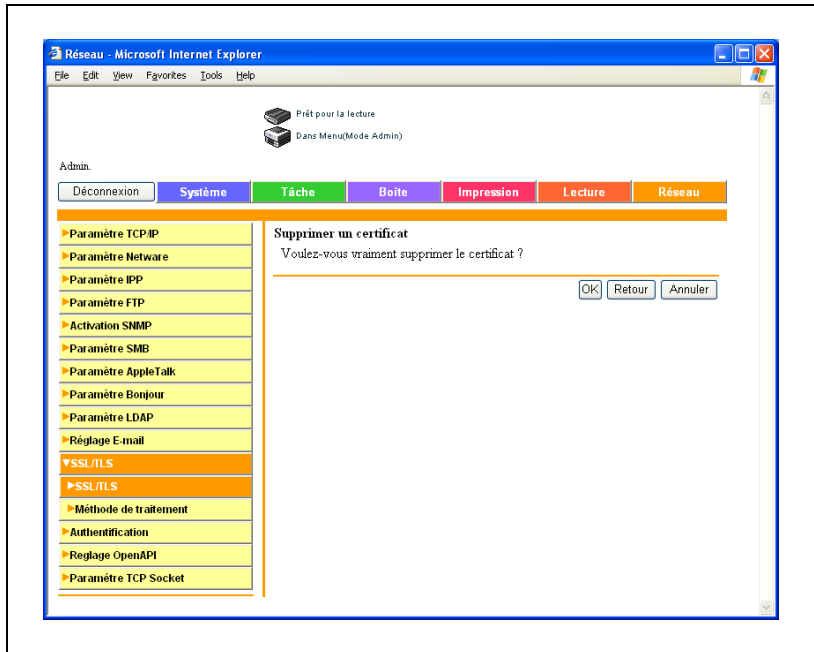 Réseau - Microsoft Internet Explorer
File Edit View Favorites Tools Help
Prêt pour la lecture
Dans Menu(Mode Admin)
Admin.
Déconnexion Système Tâche Boîte Impression Lecture Réseau
Paramètre TCP/IP
Paramètre Netware
Paramètre IPP
Paramètre FTP
Activation SNMP
Paramètre SMB
Paramètre AppleTalk
Paramètre Bonjour
Paramètre LDAP
Réglage E-mail
SSL/TLS
SSL/TLS
Méthode de traitement
Authentification
Reglage OpenAPI
Paramétre TCP Socket
Supprimer un certificat
Voulez-vous vraiment supprimer le certificat ?
OK Retour Annuler